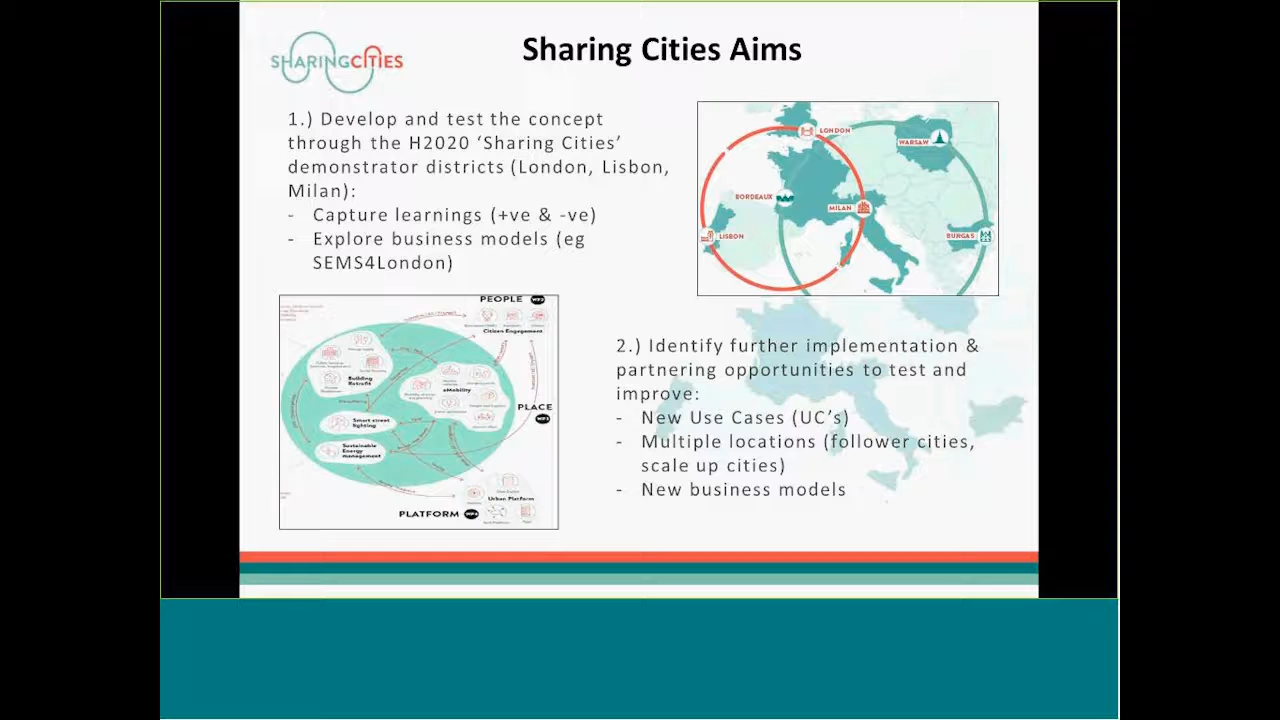 SHARINGCITIES
Sharing Cities Aims
1.) Develop and test the concept
through the H2020 ‘Sharing Cities’
demonstrator districts (London, Lisbon,
Milan):
- Capture learnings (+ve & -ve)
- Explore business models (eg
SEMS4London)
LONDON
WARSAW
BORDEAUX
MILAN
LISBON
BURGAS
PEOPLE
Citizen Engagement
Building
Retrofit
eMobility
PLACE
Smart street
lighting
Sustainable
Energy
management
Urban Platform
PLATFORM
2.) Identify further implementation &
partnering opportunities to test and
improve:
- New Use Cases (UC’s)
- Multiple locations (follower cities,
scale up cities)
- New business models